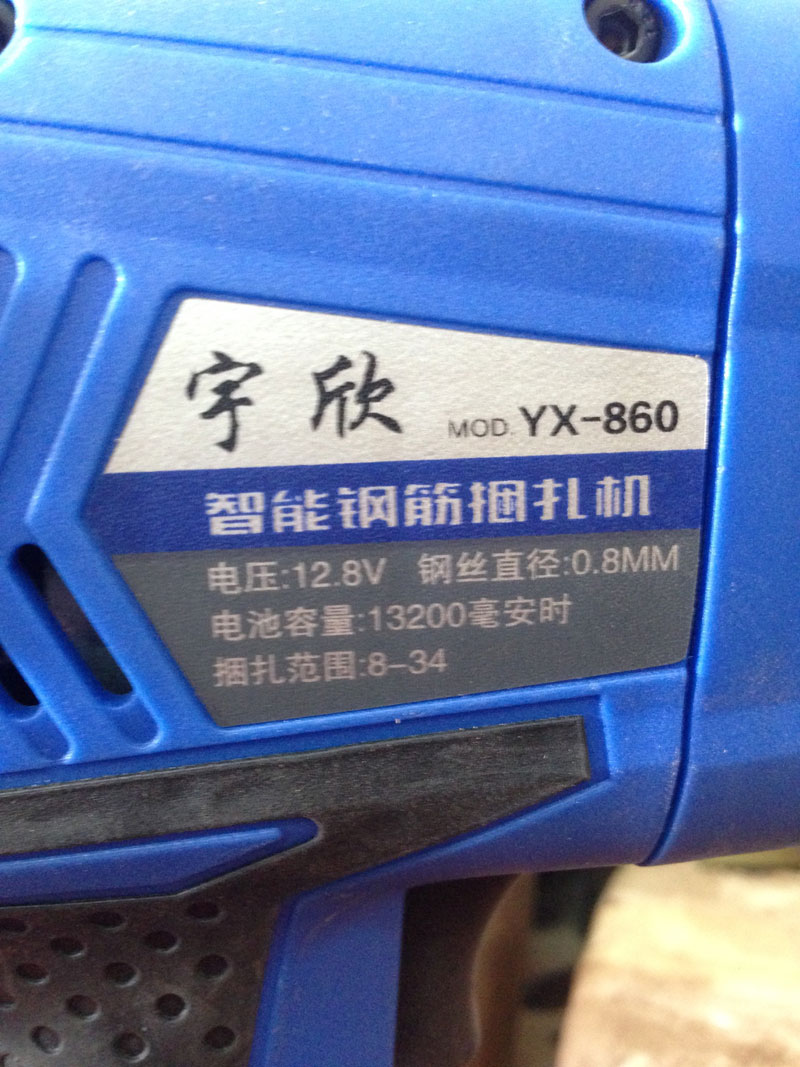 宇欣 MOD. YX-860
智能钢筋捆扎机
电压:12.8V 钢丝直径:0.8MM
电池容量:13200毫安时
捆扎范围:8-34